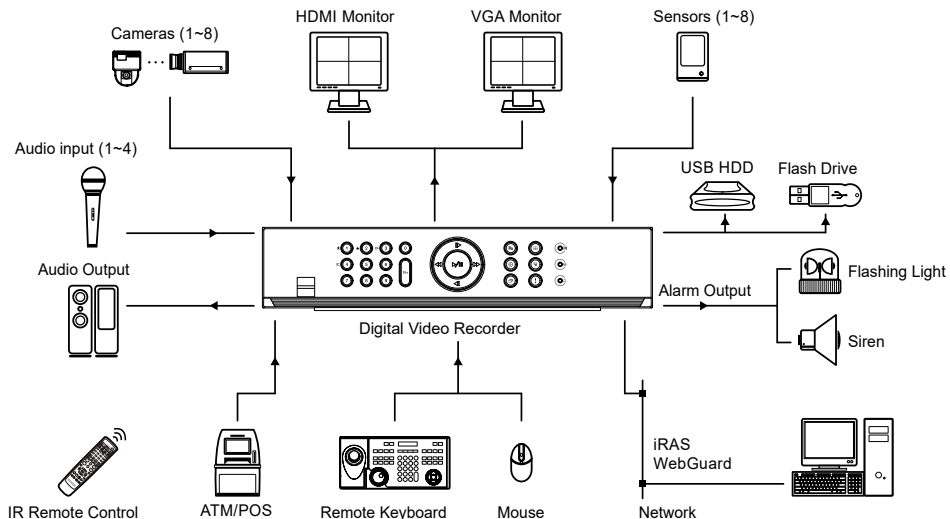 HDMI Monitor
VGA Monitor
Sensors (1~8)
Cameras (1~8)
Audio input (1~4)
USB HDD
Flash Drive
Audio Output
Alarm Output
Flashing Light
Digital Video Recorder
Siren
iRAS
WebGuard
IR Remote Control
ATM/POS
Remote Keyboard
Mouse
Network